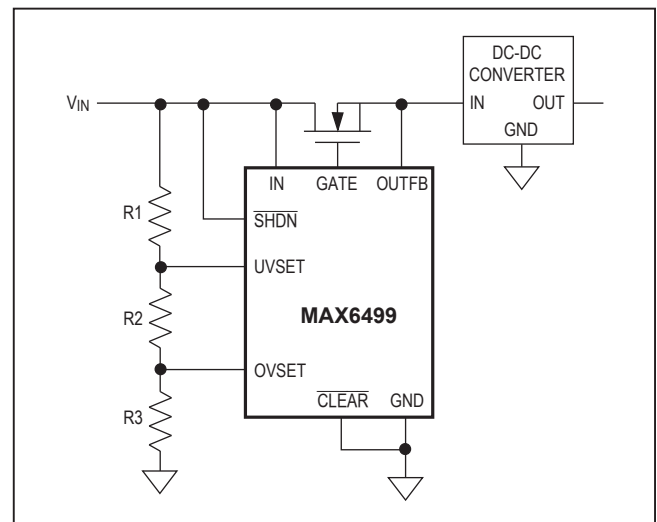 DC-DC
CONVERTER
IN OUT
GND
VIN
IN GATE OUTFB
R1
SHDN
UVSET
R2
MAX6499
OVSET
R3
CLEAR GND